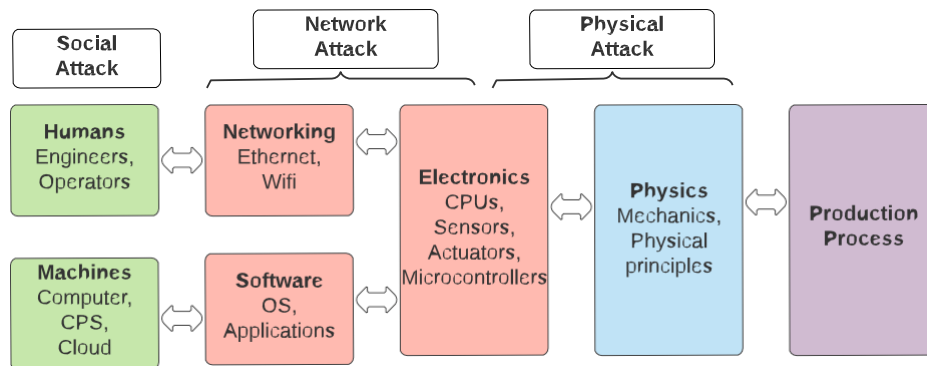 Social
Attack
Network
Attack
Physical
Attack
Humans
Engineers,
Operators
Networking
Ethernet,
Wifi
Electronics
CPUs,
Sensors,
Actuators,
Microcontrollers
Physics
Mechanics,
Physical
principles
Production
Process
Machines
Computer,
CPS,
Cloud
Software
OS,
Applications